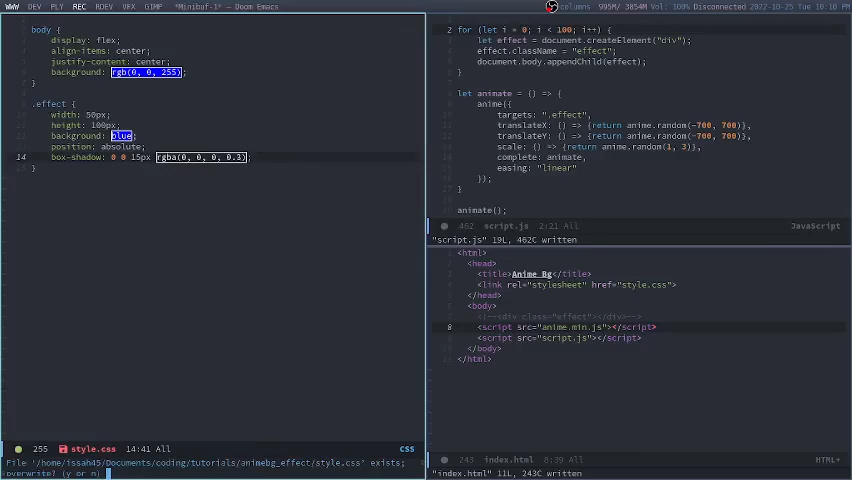 WWW DEV PLY REC RDEV VFX GIMP *Minibuf-1* – Doom Emacs columns 995M/ 3854M Vol: 100% Disconnected 2022-10-25 Tue, 10:10 PM
body {
display: flex;
align-items: center;
justify-content: center;
background: rgb(0, 0, 255);
}
.effect {
width: 50px;
height: 100px;
background: blue;
position: absolute;
14 box-shadow: 0 0 15px rgba(0, 0, 0, 0.3);
}
255 style.css 14:41 All CSS
File '/home/issah45/Documents/coding/tutorials/animebg_effect/style.css' exists;
overwrite? (y or n)
2 for (let i = 0; i < 100; i++) {
let effect = document.createElement("div");
effect.className = "effect";
document.body.appendChild(effect);
}
let animate = () => {
anime({
targets: ".effect",
translateX: () => {return anime.random(-700, 700)},
translateY: () => {return anime.random(-700, 700)},
scale: () => {return anime.random(1, 3)},
complete: animate,
easing: "linear"
});
}
animate();
462 script.js 2:21 All JavaScript
"script.js" 19L, 462C written
<html>
<head>
<title>Anime Bg</title>
<link rel="stylesheet" href="style.css">
</head>
<body>
<!--<div class="effect"></div>-->
8 <script src="anime.min.js"></script>
<script src="script.js"></script>
</body>
</html>
243 index.html 8:39 All HTML+
"index.html" 11L, 243C written